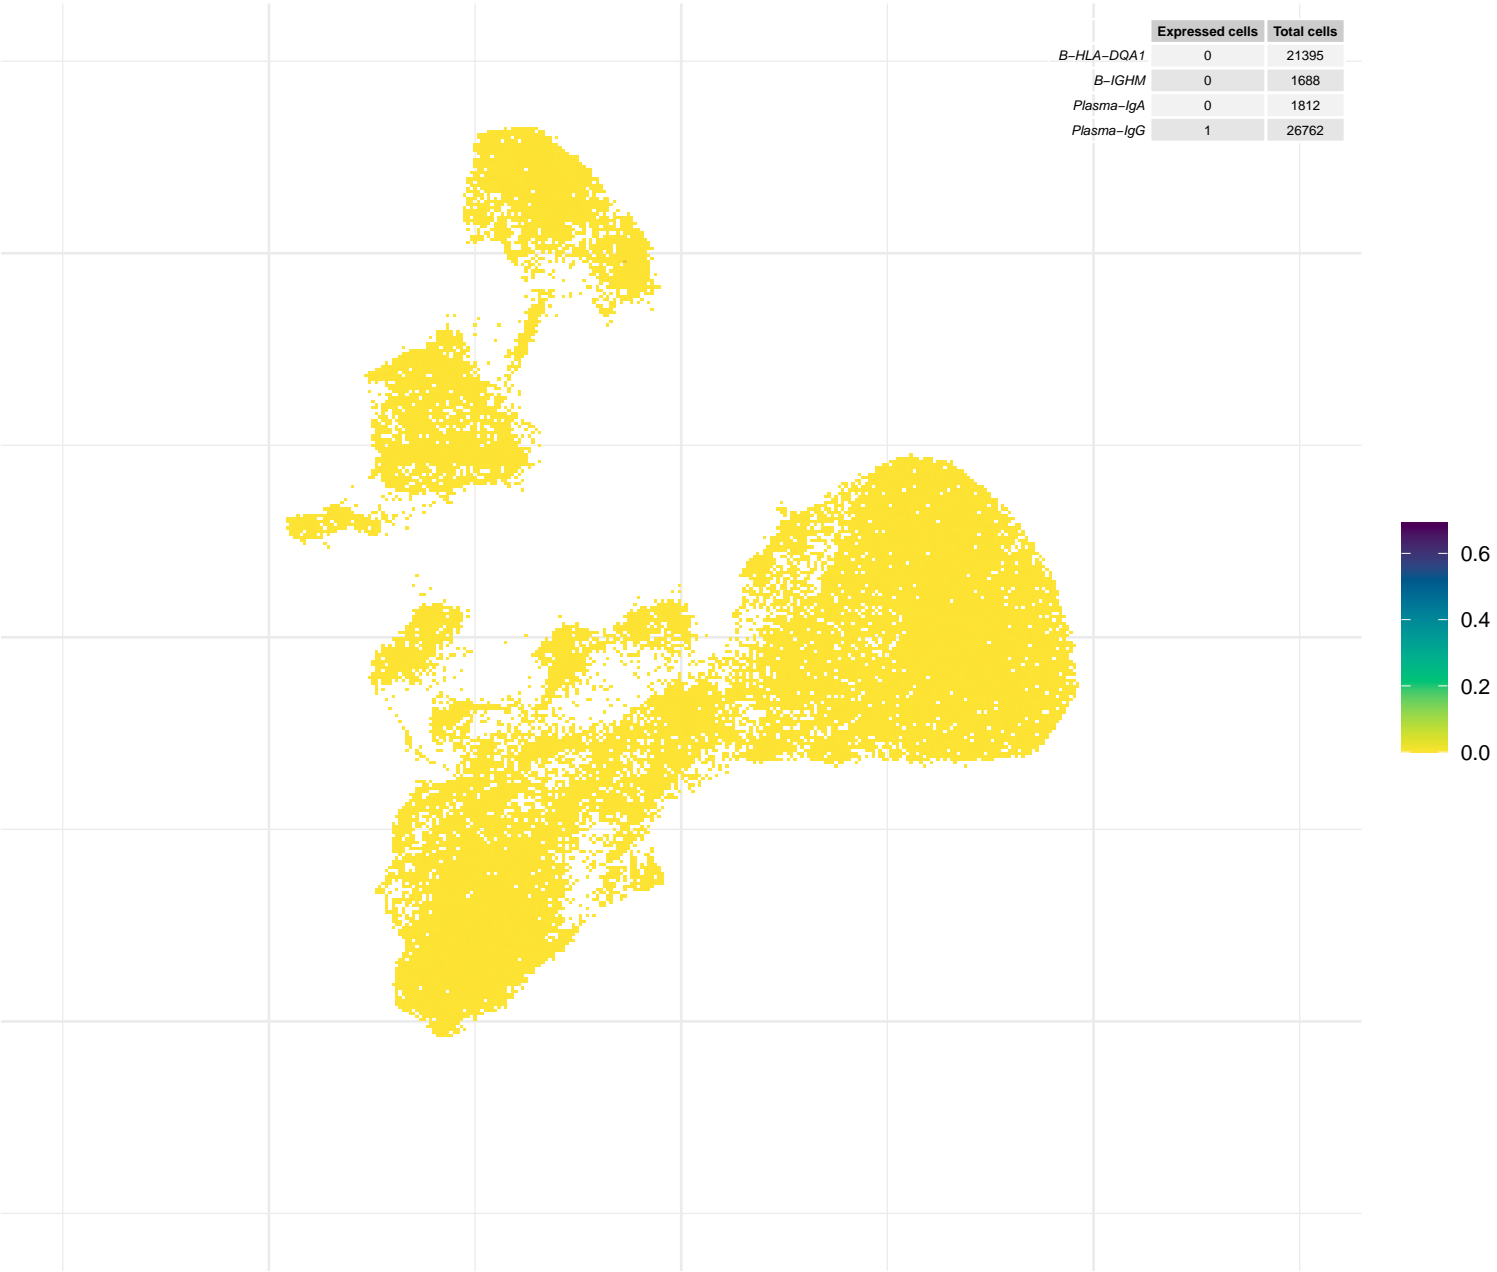 Expressed cells Total cells
B−HLA−DQA1 0 21395
B−IGHM 0 1688
Plasma−IgA 0 1812
Plasma−IgG 1 26762
0.6
0.4
0.2
0.0